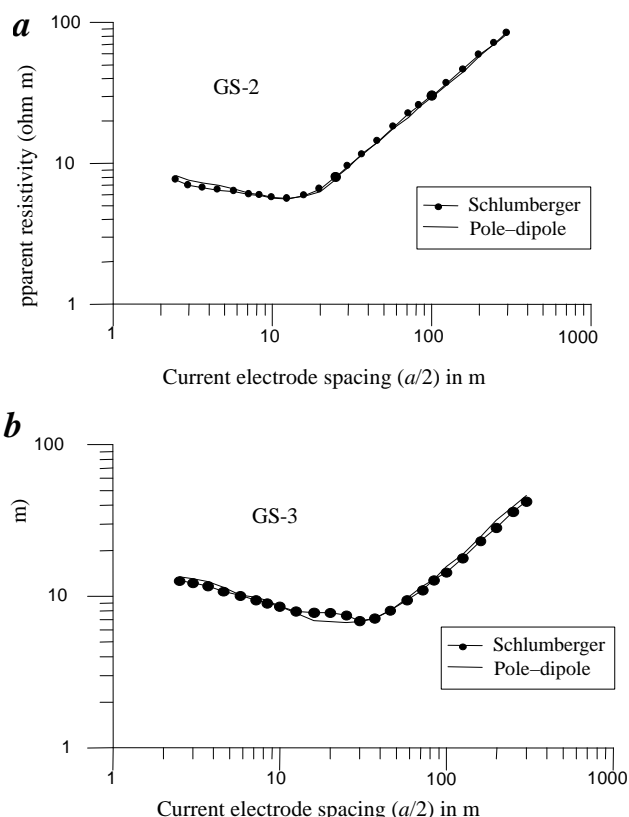 a
100
GS-2
pparent resistivity (ohm m)
10
Schlumberger
Pole–dipole
1
1 10 100 1000
Current electrode spacing (a/2) in m
b
100
m)
GS-3
10
Schlumberger
Pole–dipole
1
1 10 100 1000
Current electrode spacing (a/2) in m